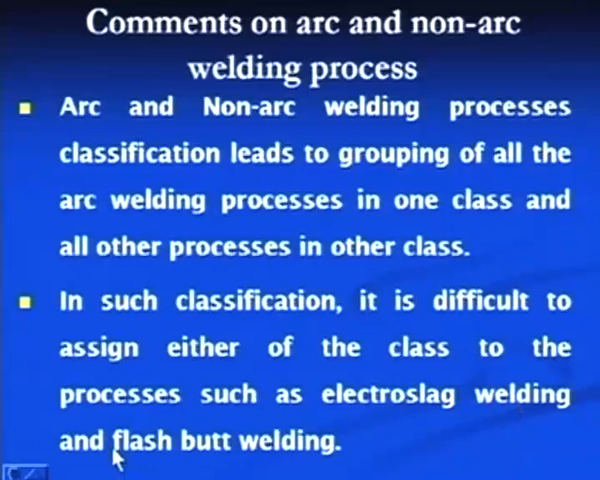 Comments on arc and non-arc
welding process
Arc and Non-arc welding processes
classification leads to grouping of all the
arc welding processes in one class and
all other processes in other class.
In such classification, it is difficult to
assign either of the class to the
processes such as electroslag welding
and flash butt welding.